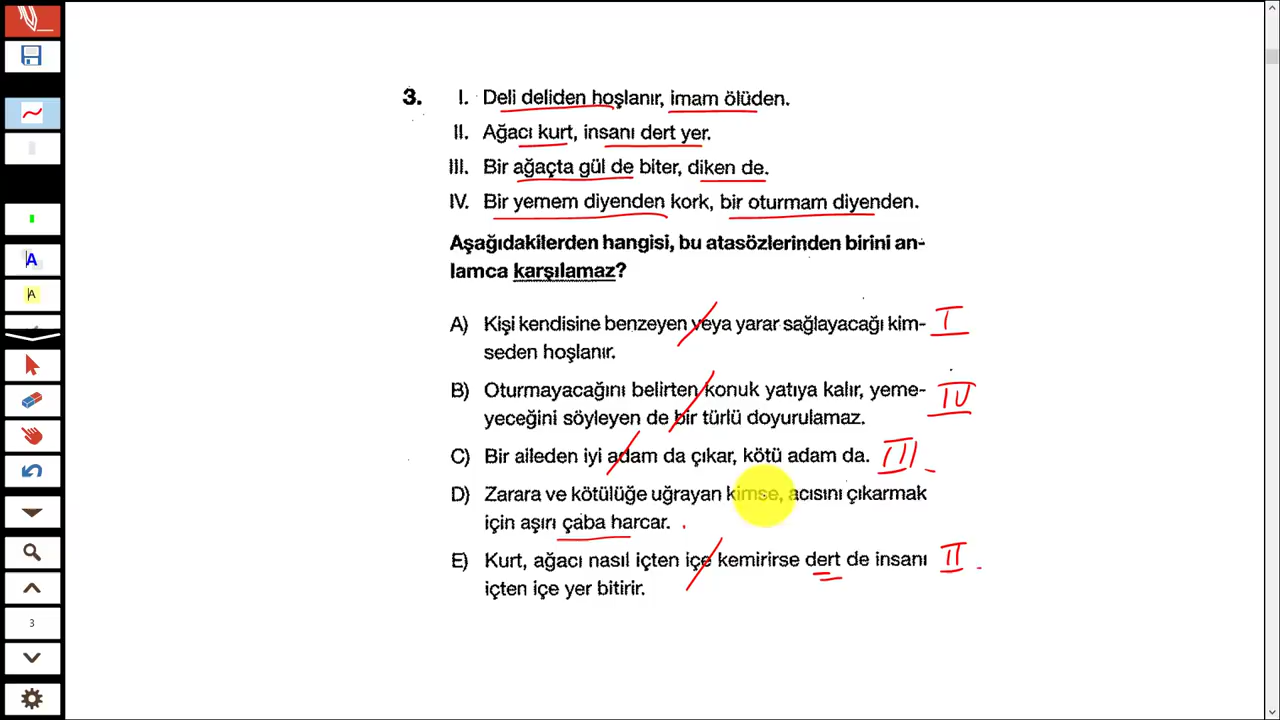 3. I. Deli deliden hoşlanır, imam ölüden.
II. Ağacı kurt, insanı dert yer.
III. Bir ağaçta gül de biter, diken de.
IV. Bir yemem diyenden kork, bir oturmam diyenden.
Aşağıdakilerden hangisi, bu atasözlerinden birini an-
lamca karşılamaz?
A) Kişi kendisine benzeyen veya yarar sağlayacağı kim- I
seden hoşlanır.
B) Oturmayacağını belirten konuk yatıya kalır, yeme- IV
yeceğini söyleyen de bir türlü doyurulamaz.
C) Bir aileden iyi adam da çıkar, kötü adam da. III
D) Zarara ve kötülüğe uğrayan kimse, acısını çıkarmak
için aşırı çaba harcar.
E) Kurt, ağacı nasıl içten içe kemirirse dert de insanı II
içten içe yer bitirir.
A
A
3